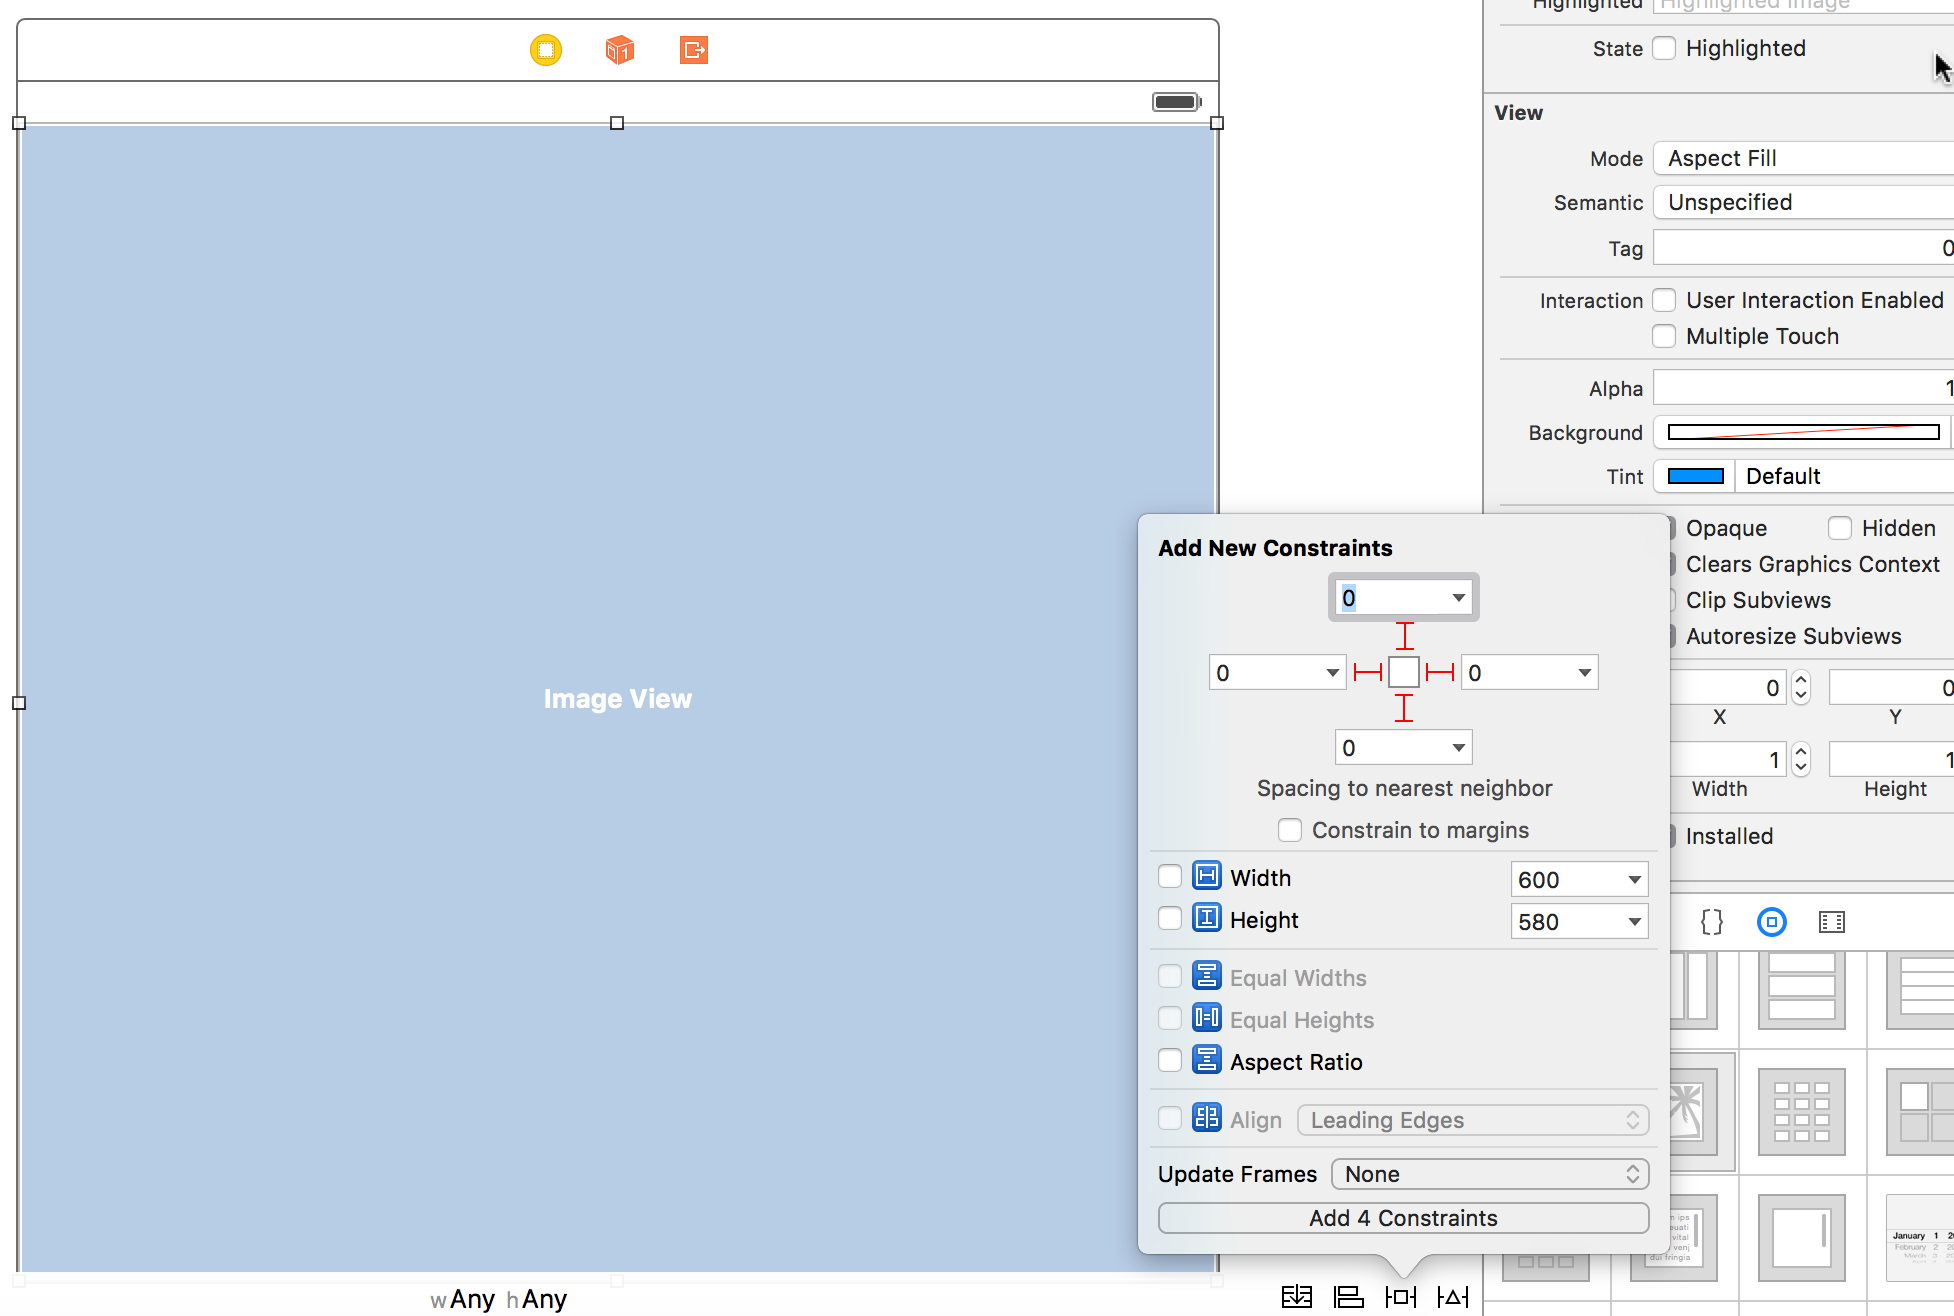 Highlighted Highlighted Image
State Highlighted
View
Mode Aspect Fill
Semantic Unspecified
Tag 0
Interaction User Interaction Enabled
Multiple Touch
Alpha 1
Background
Tint Default
Opaque Hidden
Clears Graphics Context
Clip Subviews
Autoresize Subviews
0 0
X Y
1 1
Width Height
Installed
Image View
Add New Constraints
0
0 0
0
Spacing to nearest neighbor
Constrain to margins
Width 600
Height 580
Equal Widths
Equal Heights
Aspect Ratio
Align Leading Edges
Update Frames None
Add 4 Constraints
w Any h Any
January 1
February 2